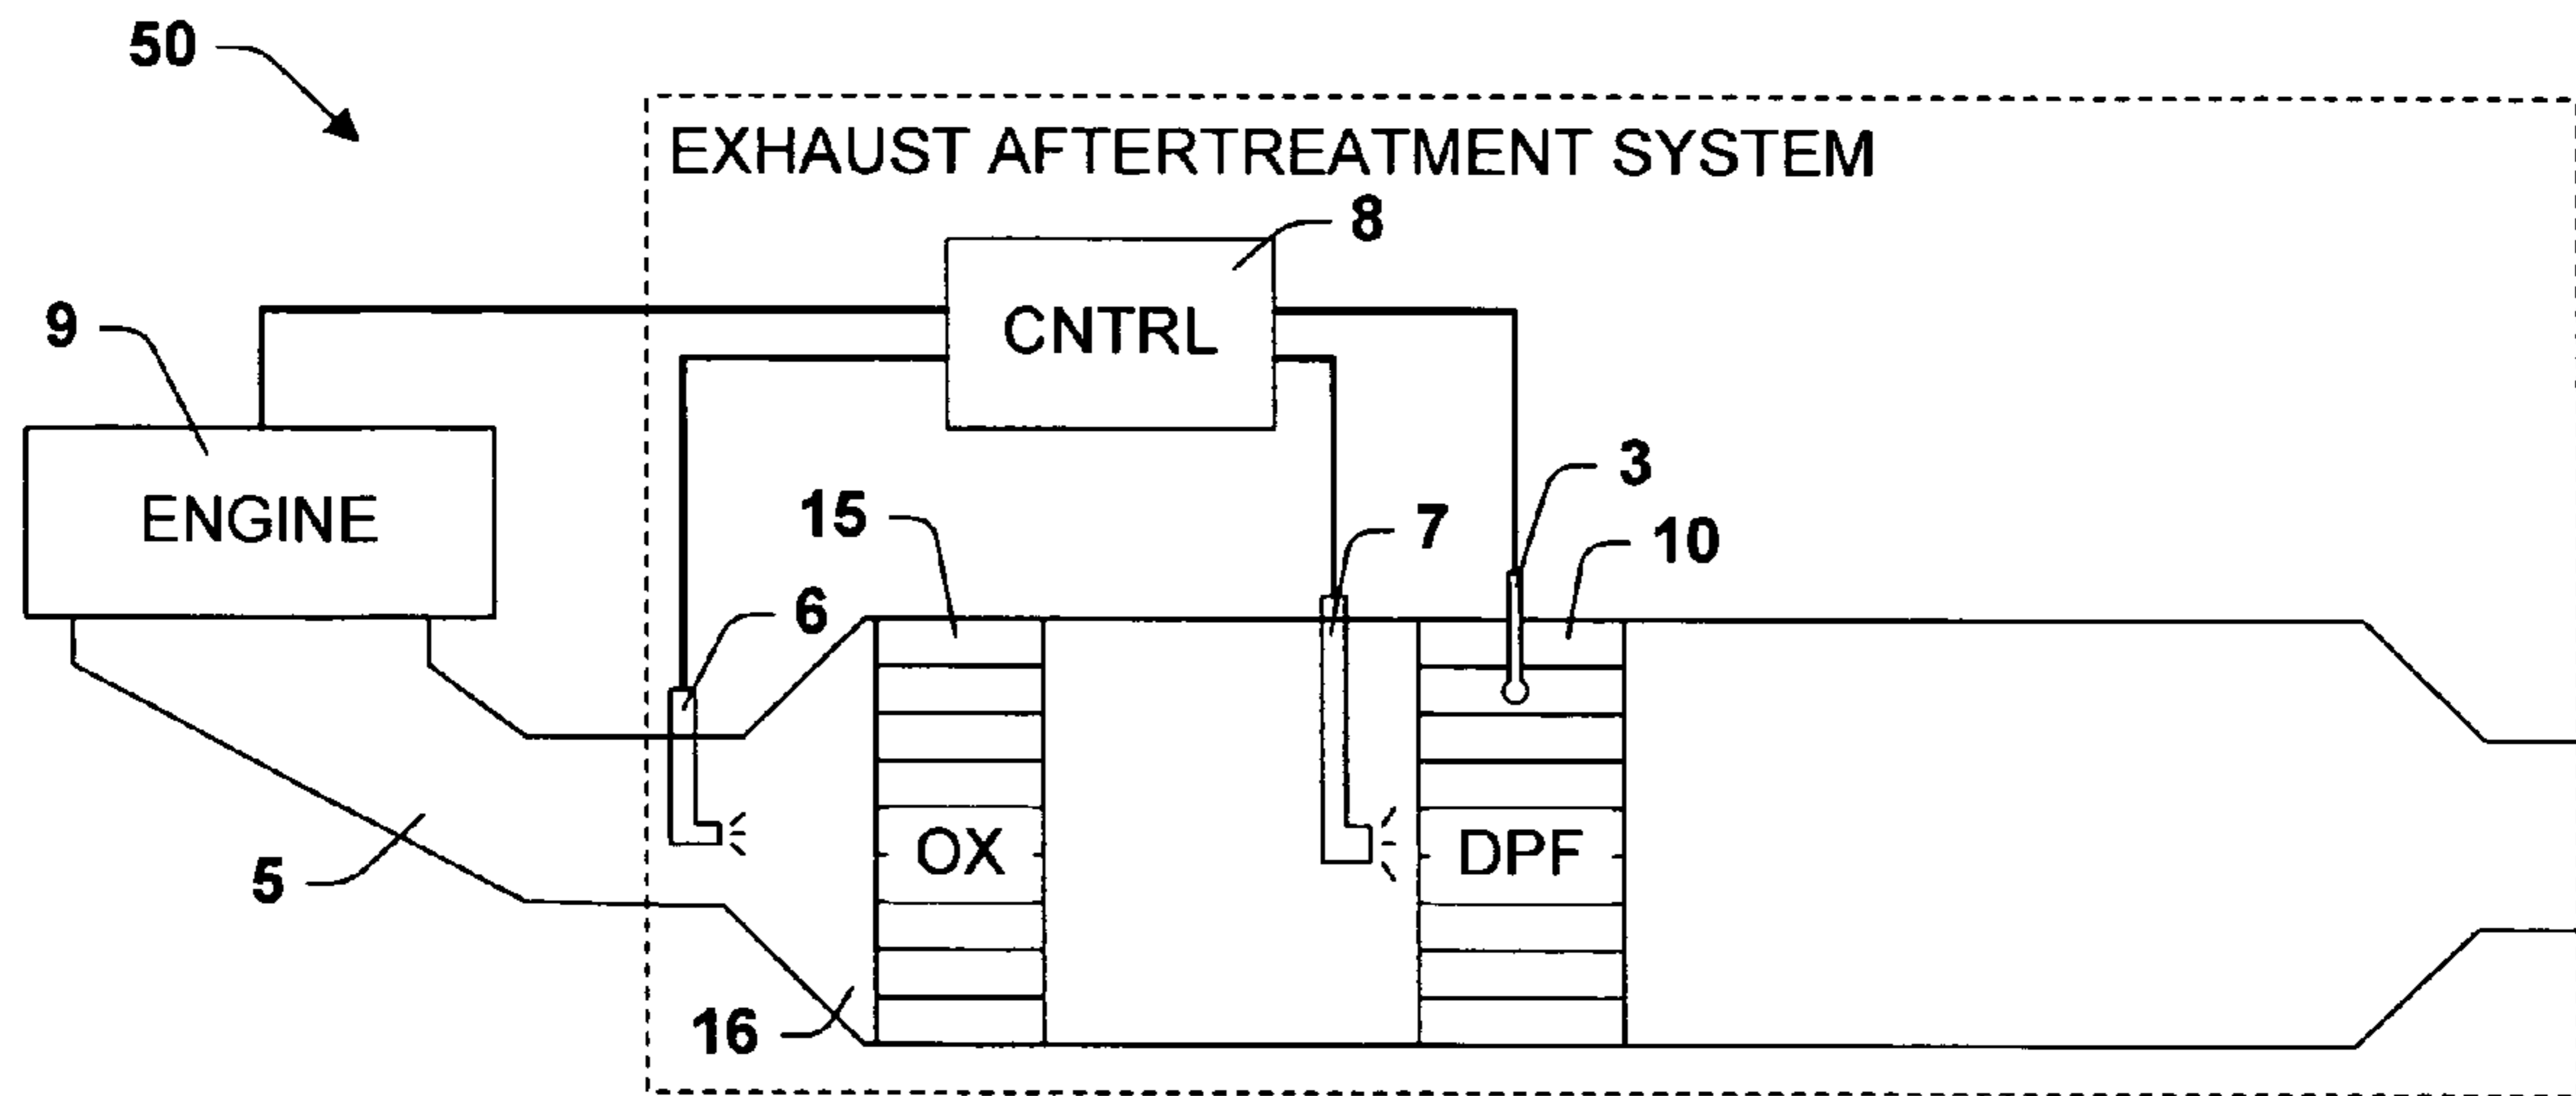 50
EXHAUST AFTERTREATMENT SYSTEM
8
9
CNTRL
3
ENGINE
15
7
10
6
OX
DPF
5
16